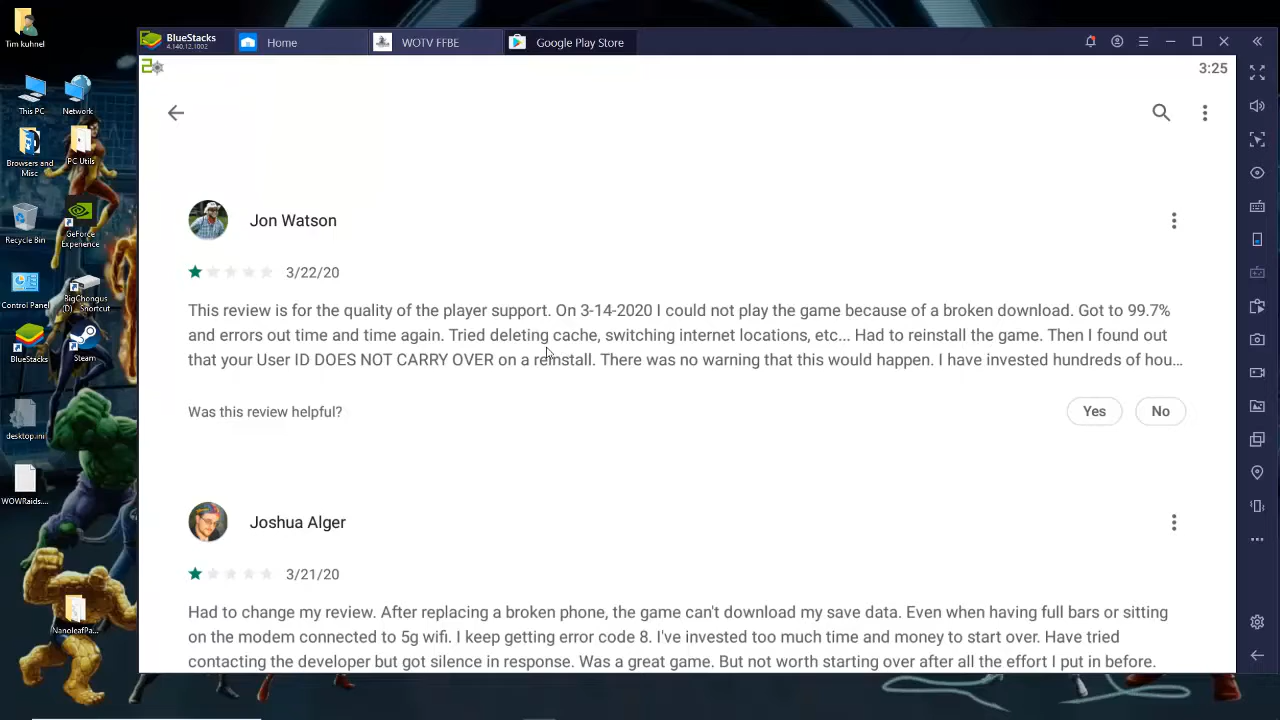 Tim kuhnel
This PC
Network
Browsers and Misc
PC Utils
Recycle Bin
GeForce Experience
Control Panel
BigChongus (D) - Shortcut
BlueStacks
Steam
desktop.ini
WOWRaids....
NanoleafPa...
BlueStacks
4.140.12.1002
Home
WOTV FFBE
Google Play Store
3:25
Jon Watson
3/22/20
This review is for the quality of the player support. On 3-14-2020 I could not play the game because of a broken download. Got to 99.7%
and errors out time and time again. Tried deleting cache, switching internet locations, etc... Had to reinstall the game. Then I found out
that your User ID DOES NOT CARRY OVER on a reinstall. There was no warning that this would happen. I have invested hundreds of hou...
Was this review helpful?
Yes
No
Joshua Alger
3/21/20
Had to change my review. After replacing a broken phone, the game can't download my save data. Even when having full bars or sitting
on the modem connected to 5g wifi. I keep getting error code 8. I've invested too much time and money to start over. Have tried
contacting the developer but got silence in response. Was a great game. But not worth starting over after all the effort I put in before.